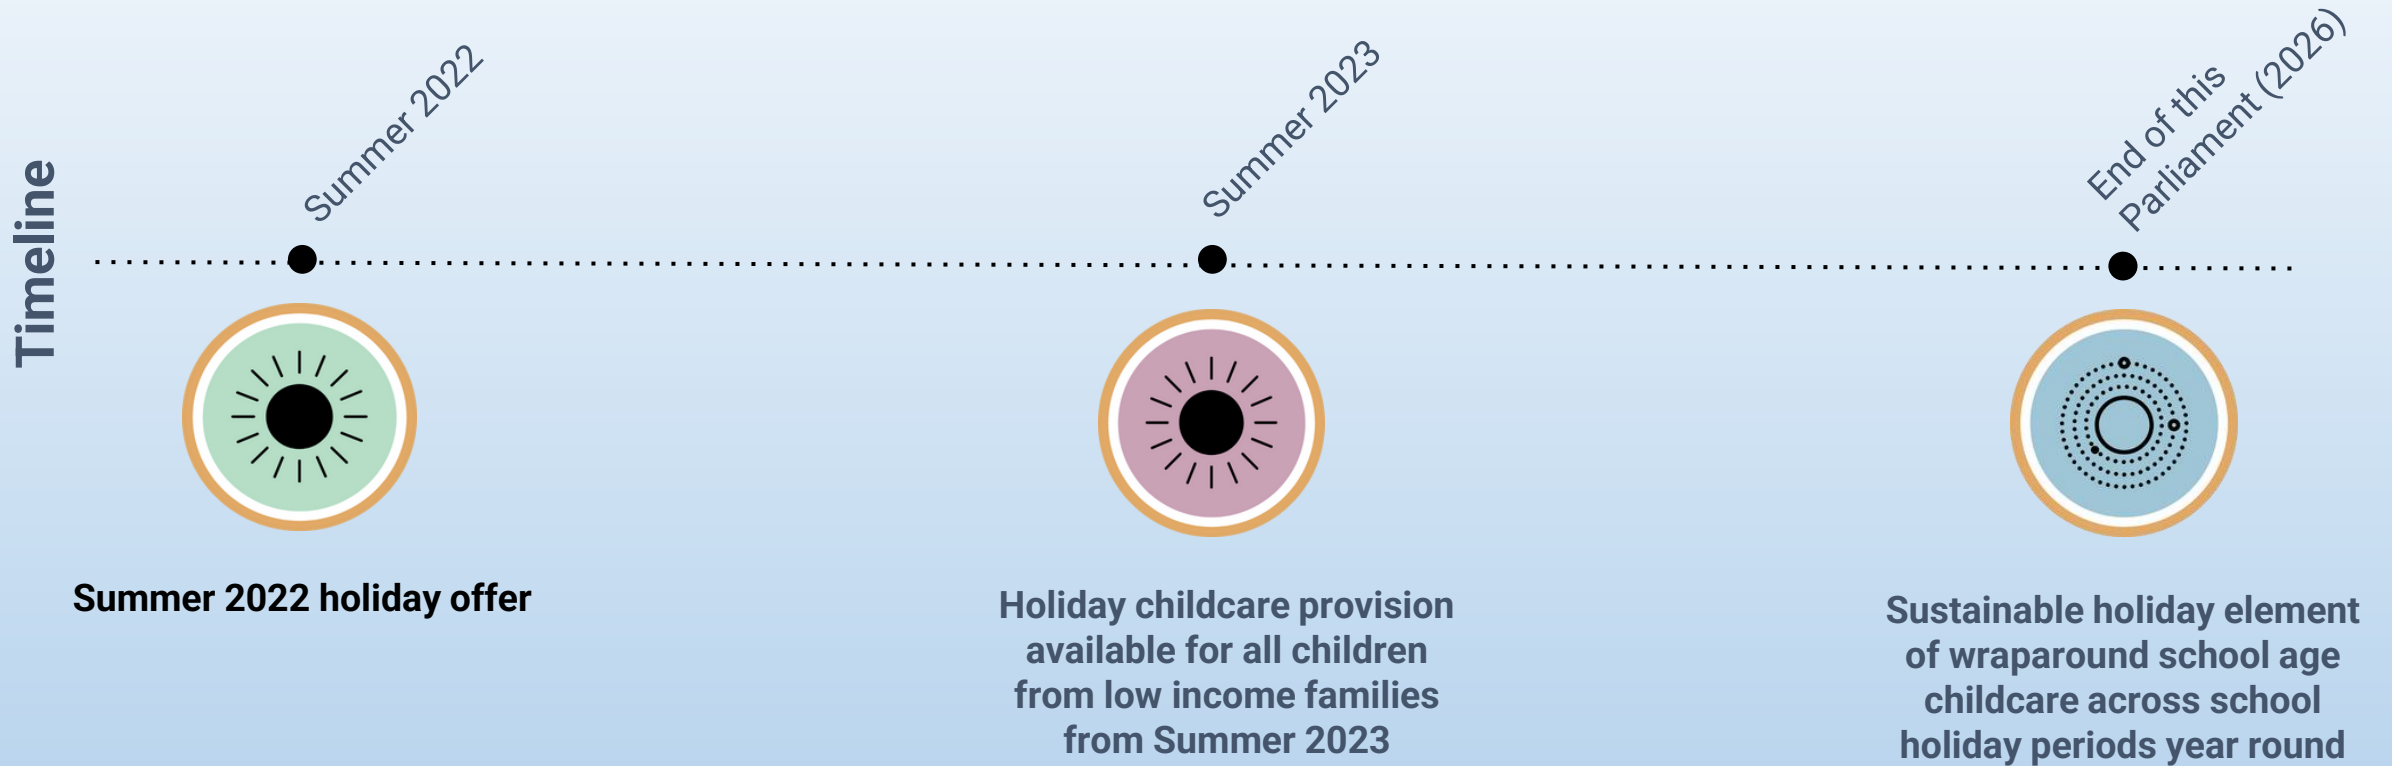 Timeline
Summer 2022
Summer 2023
End of this
Parliament (2026)
Summer 2022 holiday offer
Holiday childcare provision
available for all children
from low income families
from Summer 2023
Sustainable holiday element
of wraparound school age
childcare across school
holiday periods year round